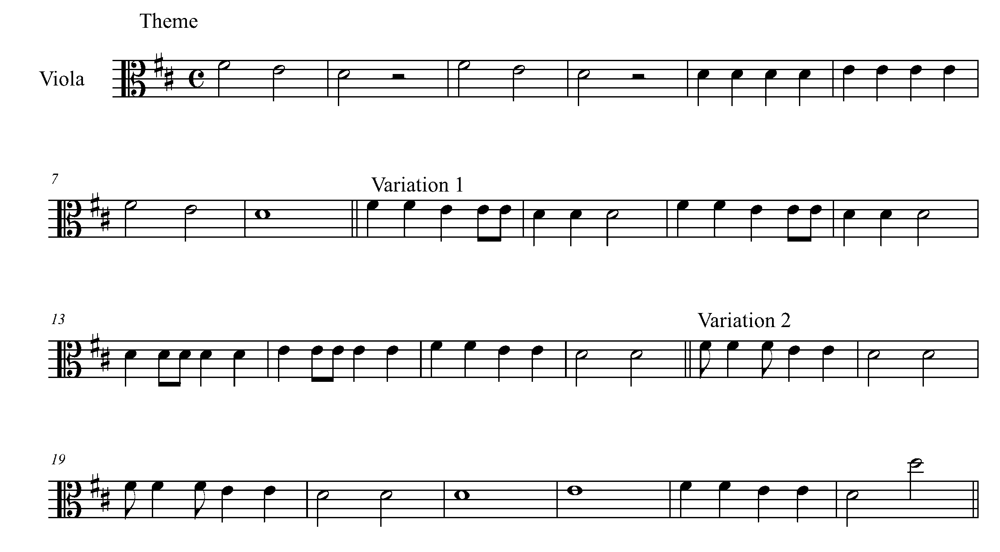 Theme
Viola
7
Variation 1
13
Variation 2
19